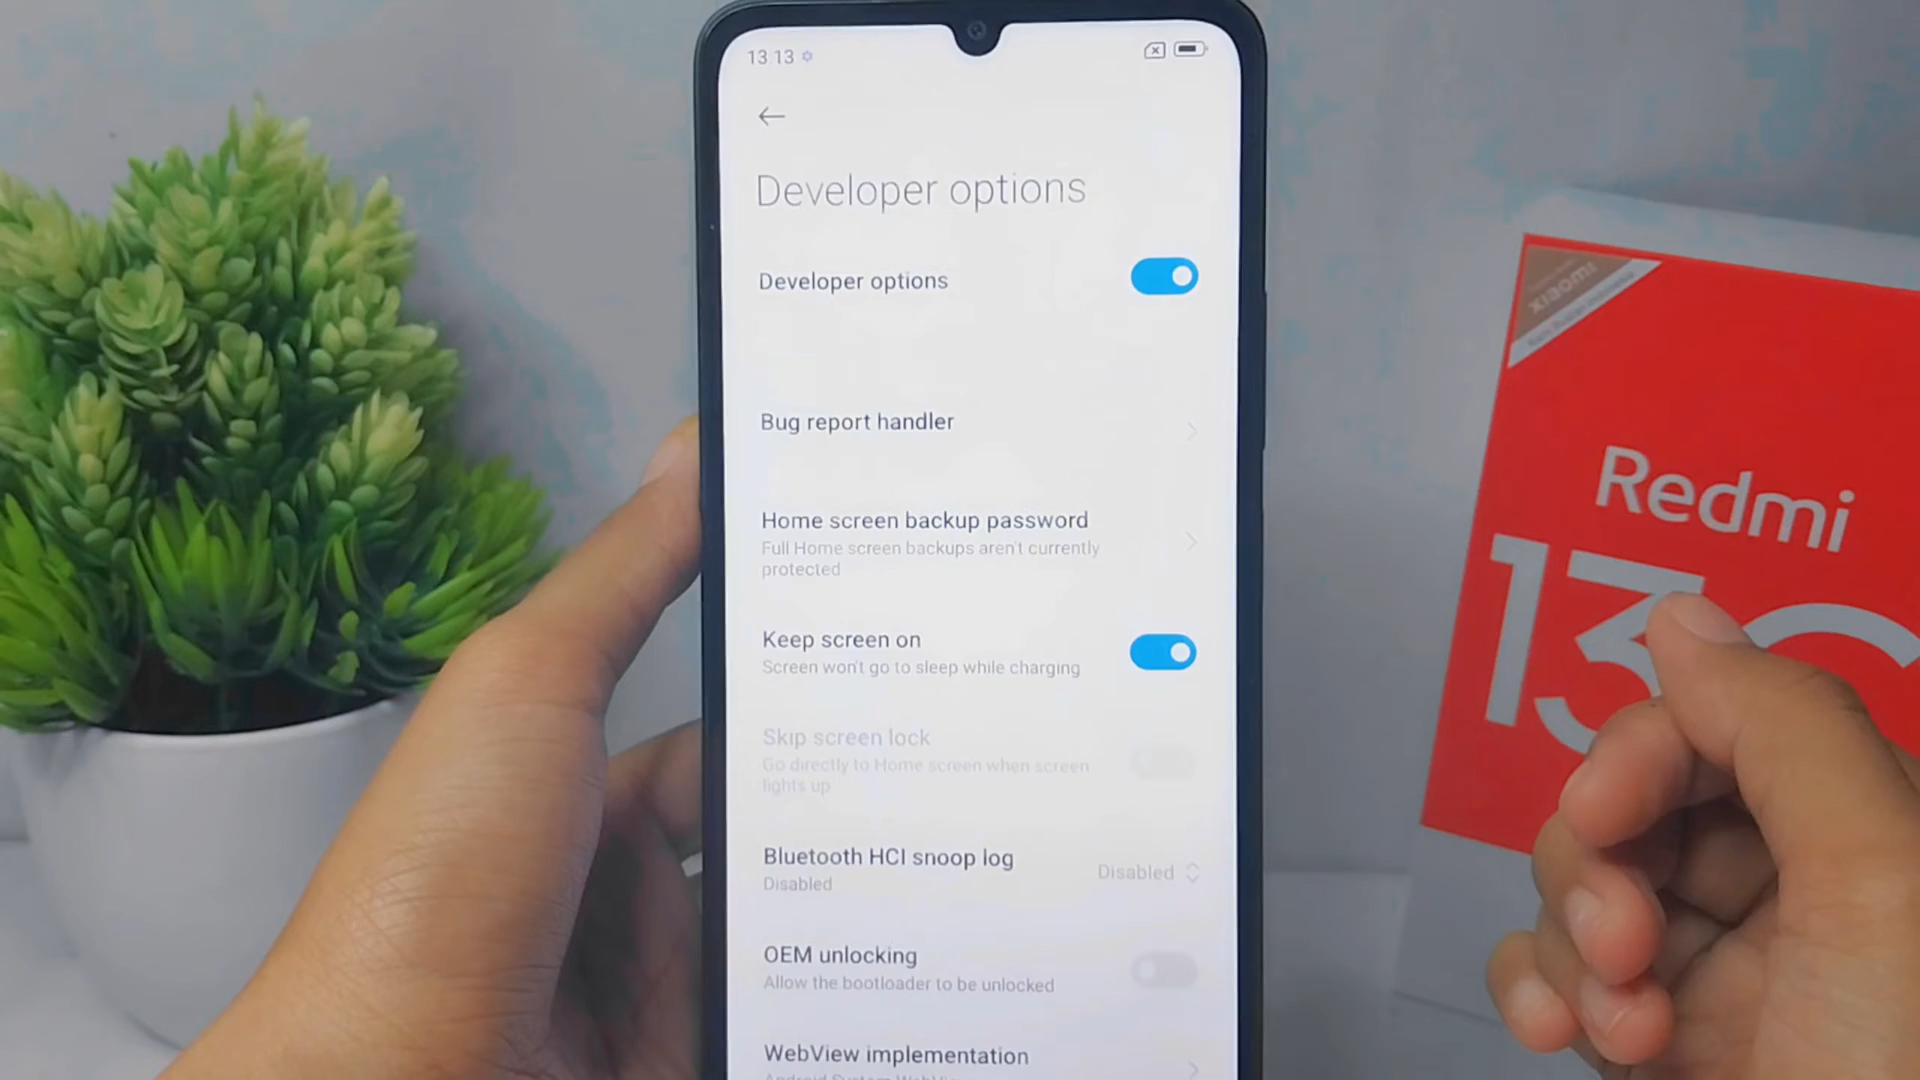 13.13
Developer options
Developer options
Bug report handler
Home screen backup password
Full Home screen backups aren't currently
protected
Keep screen on
Screen won't go to sleep while charging
Skip screen lock
Go directly to Home screen when screen
lights up
Bluetooth HCI snoop log
Disabled
Disabled
OEM unlocking
Allow the bootloader to be unlocked
WebView implementation
Xiaomi
Redmi
13C